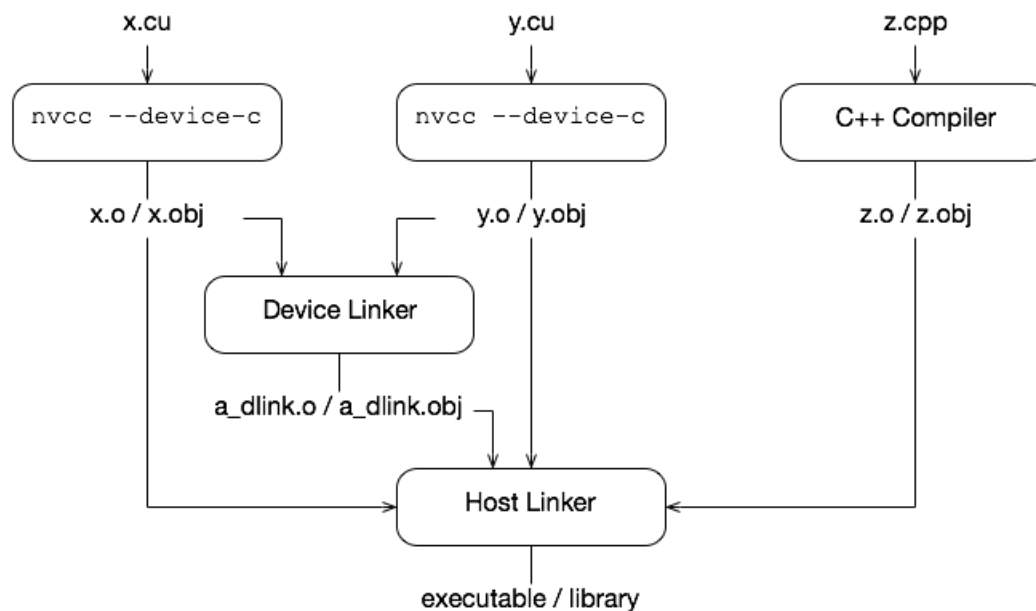 x.cu
y.cu
z.cpp
nvcc --device-c
nvcc --device-c
C++ Compiler
x.o / x.obj
y.o / y.obj
z.o / z.obj
Device Linker
a_dlink.o / a_dlink.obj
Host Linker
executable / library